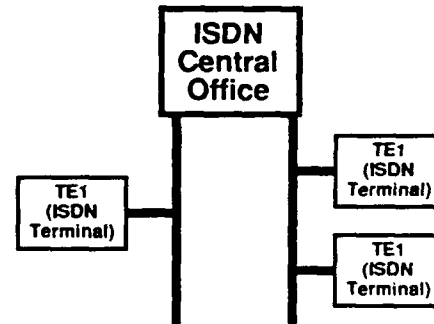 ISDN
Central
Office
TE1
(ISDN
Terminal)
TE1
(ISDN
Terminal)
TE1
(ISDN
Terminal)